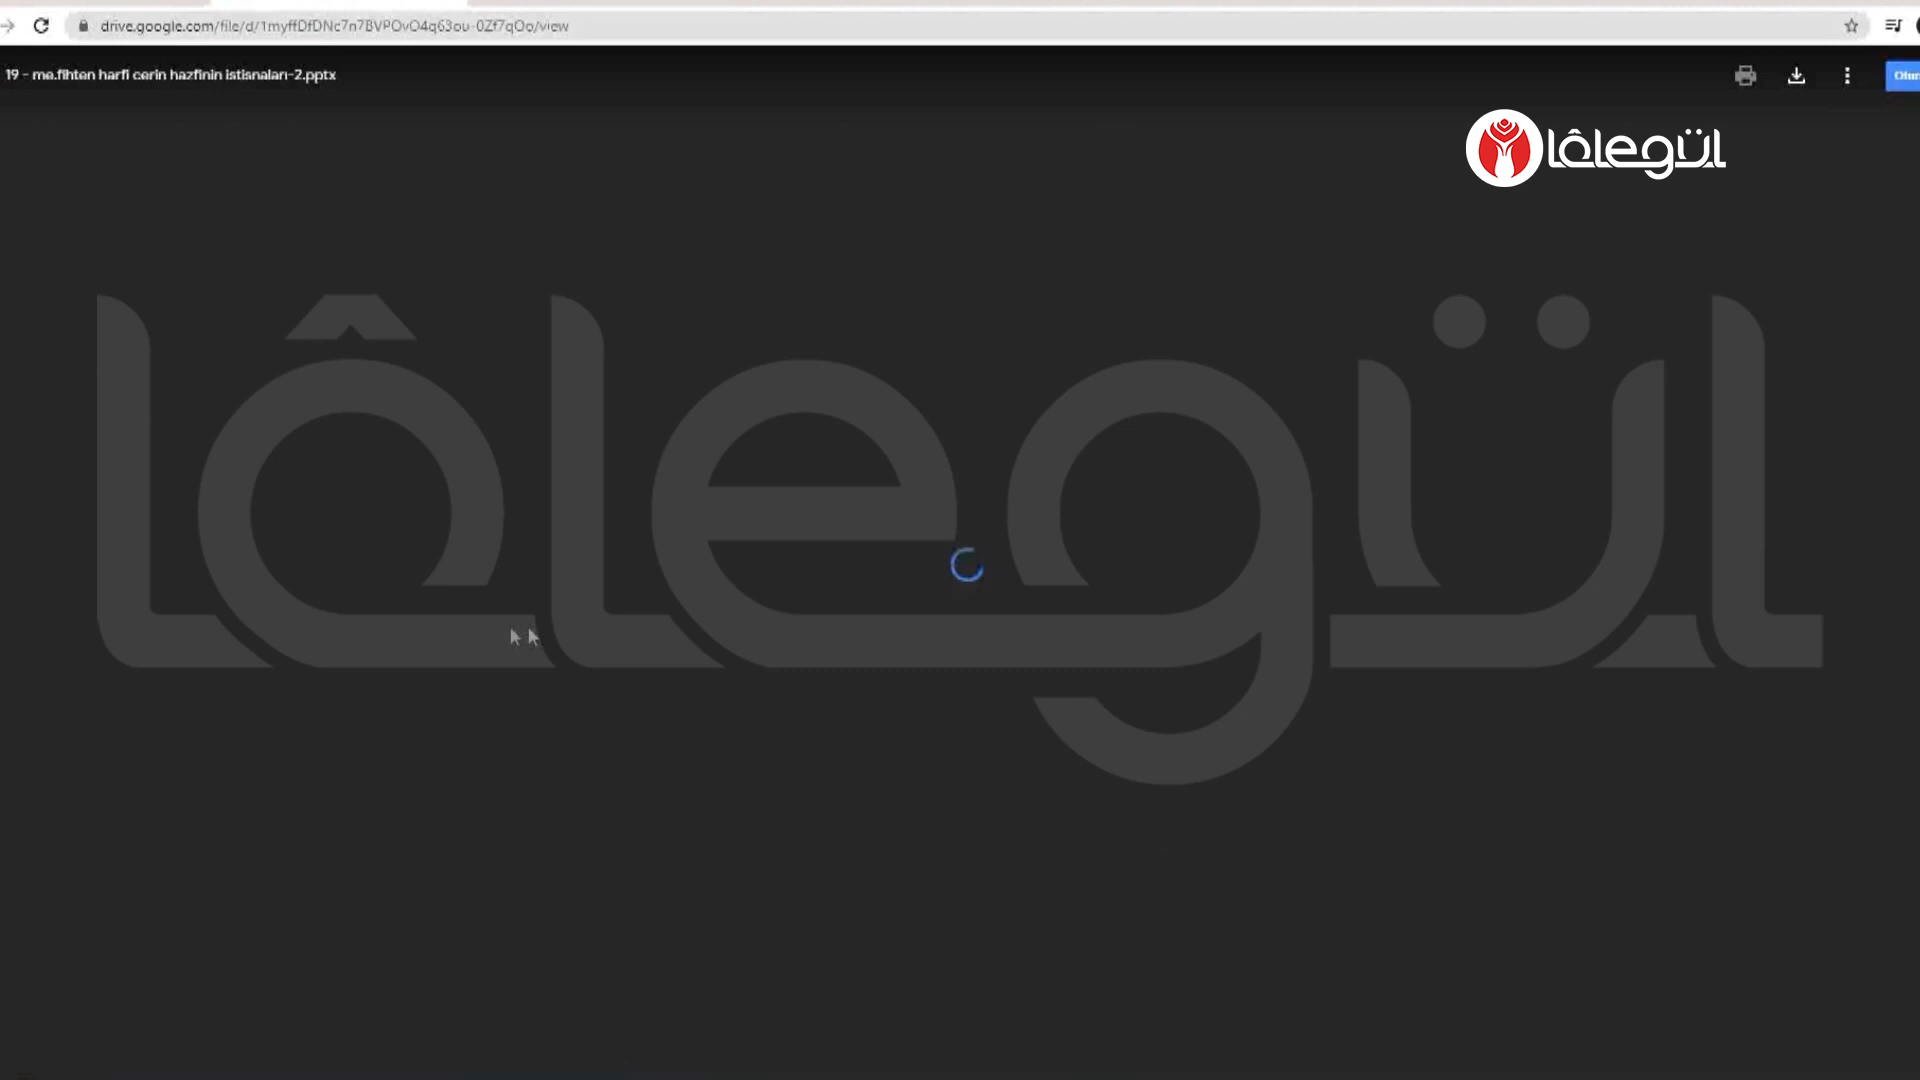 drive.google.com/file/d/1myffDfDNc7n7BVPOvO4q63ou-0Zf7qOo/view
19 - me.fihten harfi cerin hazfinin istisnaları-2.pptx
lâlegül
lâlegül